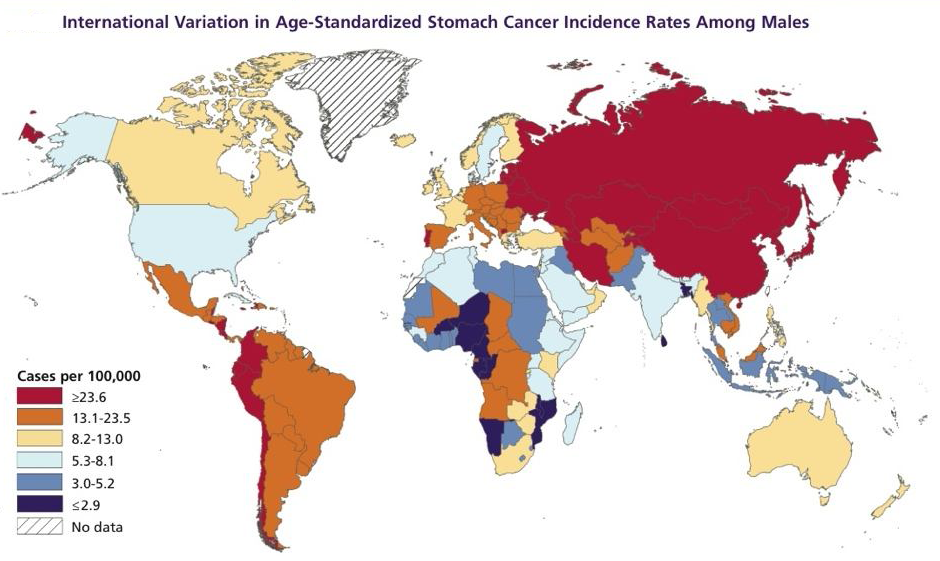 International Variation in Age-Standardized Stomach Cancer Incidence Rates Among Males
Cases per 100,000
≥23.6
13.1-23.5
8.2-13.0
5.3-8.1
3.0-5.2
≤2.9
No data